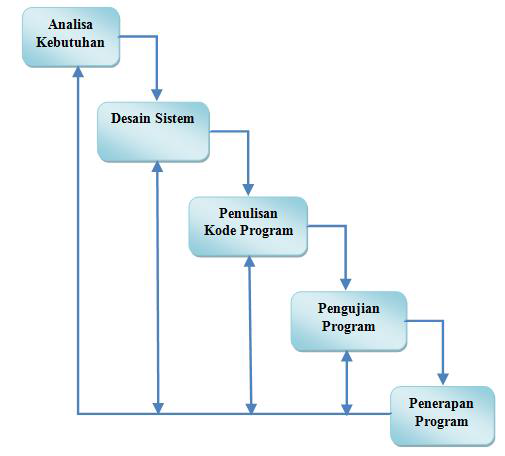 Analisa
Kebutuhan
Desain Sistem
Penulisan
Kode Program
Pengujian
Program
Penerapan
Program